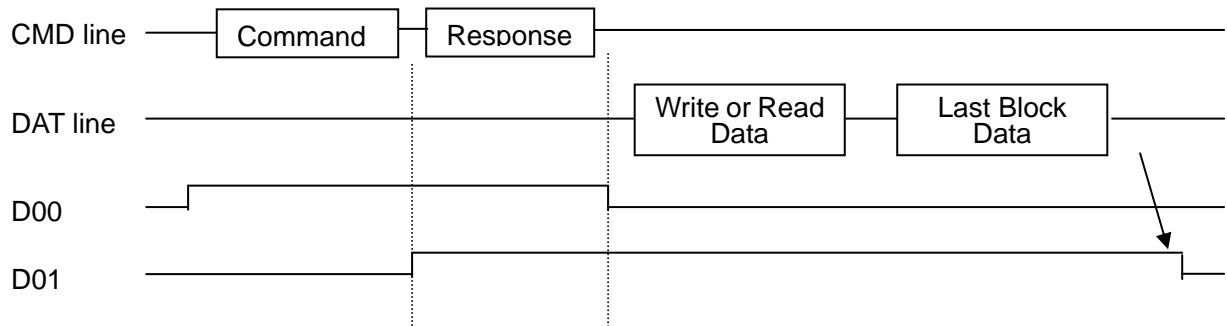 CMD line
Command
Response
DAT line
Write or Read
Data
Last Block
Data
D00
D01